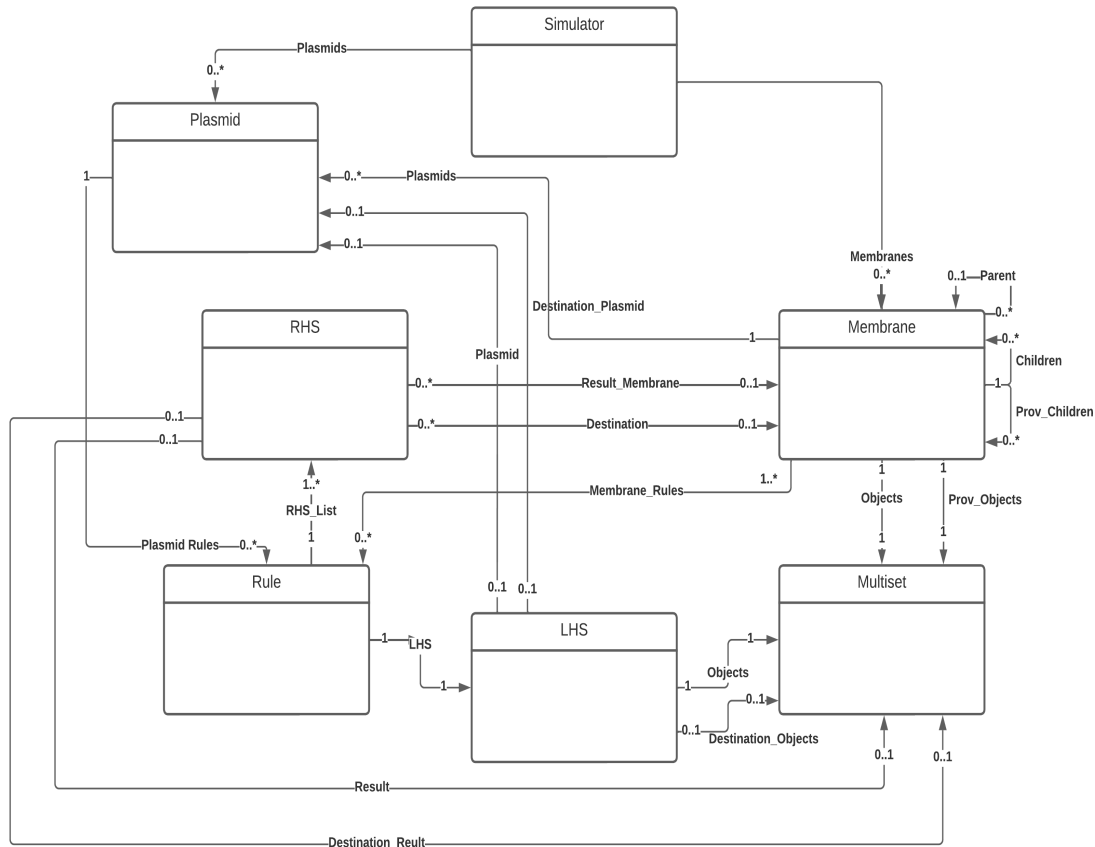 Simulator
Plasmids
0..*
Plasmid
1
0..*
Plasmids
0..1
0..1
Membranes
0..*
0..1
Parent
0..*
Destination_Plasmid
RHS
Membrane
1
0..*
Plasmid
Children
0..*
Result_Membrane
0..1
1
0..1
Prov_Children
0..*
Destination
0..1
0..1
0..*
1
1
1..*
1..*
Membrane_Rules
Objects
Prov_Objects
RHS_List
1
0..*
1
1
Plasmid Rules
0..*
Rule
Multiset
0..1
0..1
LHS
1
LHS
1
Objects
1
1
0..1
0..1
Destination_Objects
0..1
0..1
Result
Destination_Reult